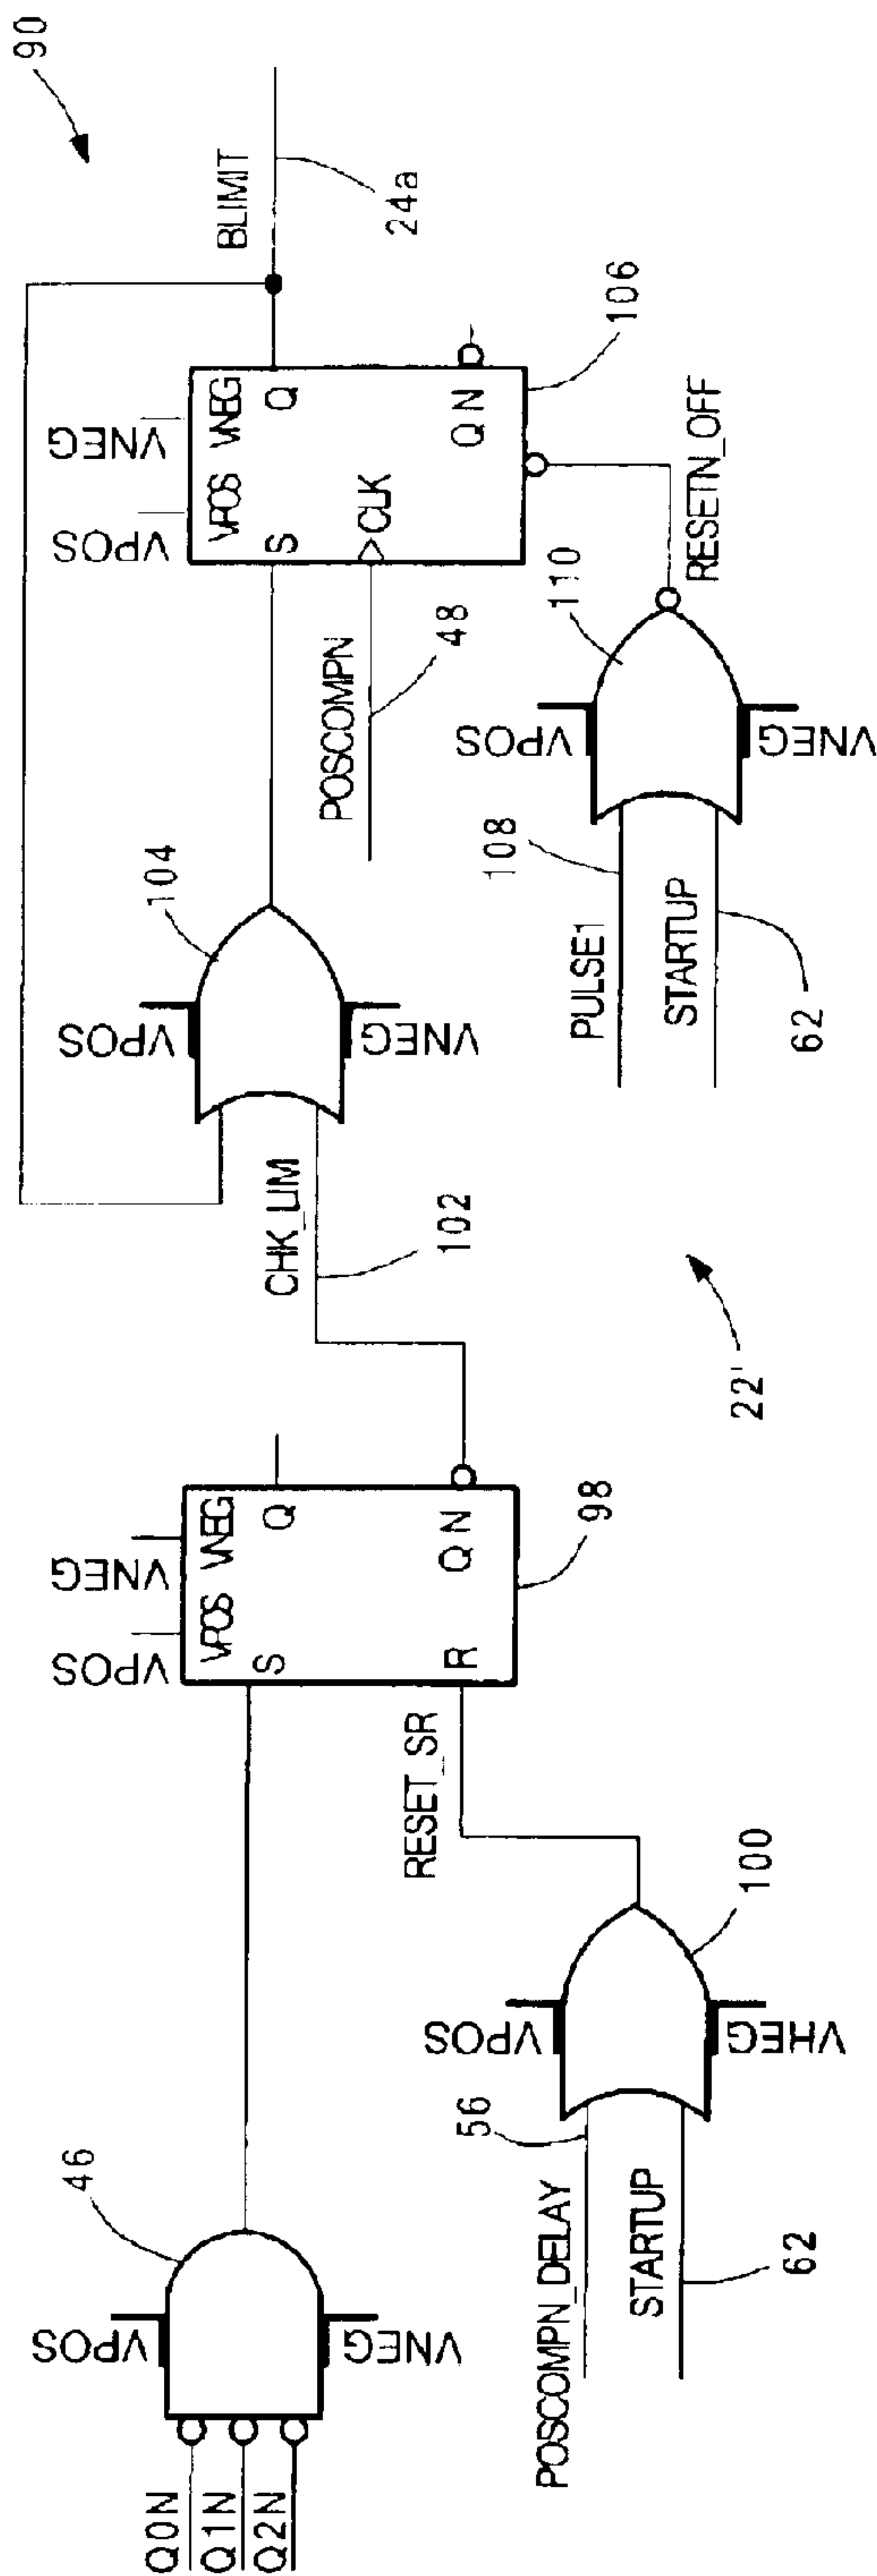 90
BLIMIT
24a
VPOS
VNEG
VPOS VNEG
S
Q
CLK
Q N
106
POSCOMPN
48
RESETN_OFF
110
VPOS
VNEG
PULSE1
108
STARTUP
62
104
VPOS
VNEG
CHK_LIM
102
22'
VPOS
VNEG
VPOS VNEG
S
Q
R
Q N
98
RESET_SR
100
VPOS
VHEG
POSCOMPN_DELAY
56
STARTUP
62
46
VPOS
VNEG
Q0N
Q1N
Q2N